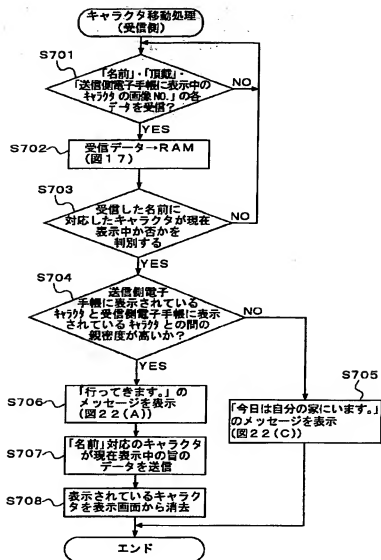 キャラクタ移動処理
(受信側)
S701
「名前」・「頂戴」・
「送信側電子手帳に表示中の
キャラクタの画像NO.」の各
データを受信?
NO
YES
S702
受信データ→RAM
(図17)
S703
受信した名前に
対応したキャラクタが現在
表示中か否かを
判別する
NO
YES
S704
送信側電子
手帳に表示されている
キャラクタと受信側電子手帳に表示
されているキャラクタとの間の
親密度が高いか?
NO
YES
S705
「今日は自分の家にいます。」
のメッセージを表示
(図22(C))
S706
「行ってきます。」の
メッセージを表示
(図22(A))
S707
「名前」対応のキャラクタ
が現在表示中の旨の
データを送信
S708
表示されているキャラク
タを表示画面から消去
エンド